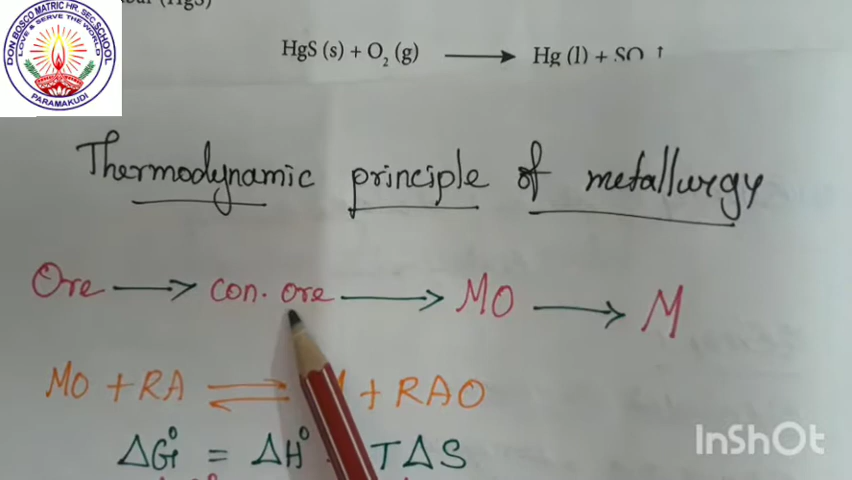 (HgS)
HgS (s) + O₂ (g) ⟶ Hg (l) + SO ↑
DON BOSCO MATRIC HR. SEC SCHOOL
LOVE & SERVE THE WORLD
PARAMAKUDI
Thermodynamic principle of metallurgy
Ore → con. ore → MO → M
MO + RA ⇌ + RAO
ΔG° = ΔH° TΔS
InShOt